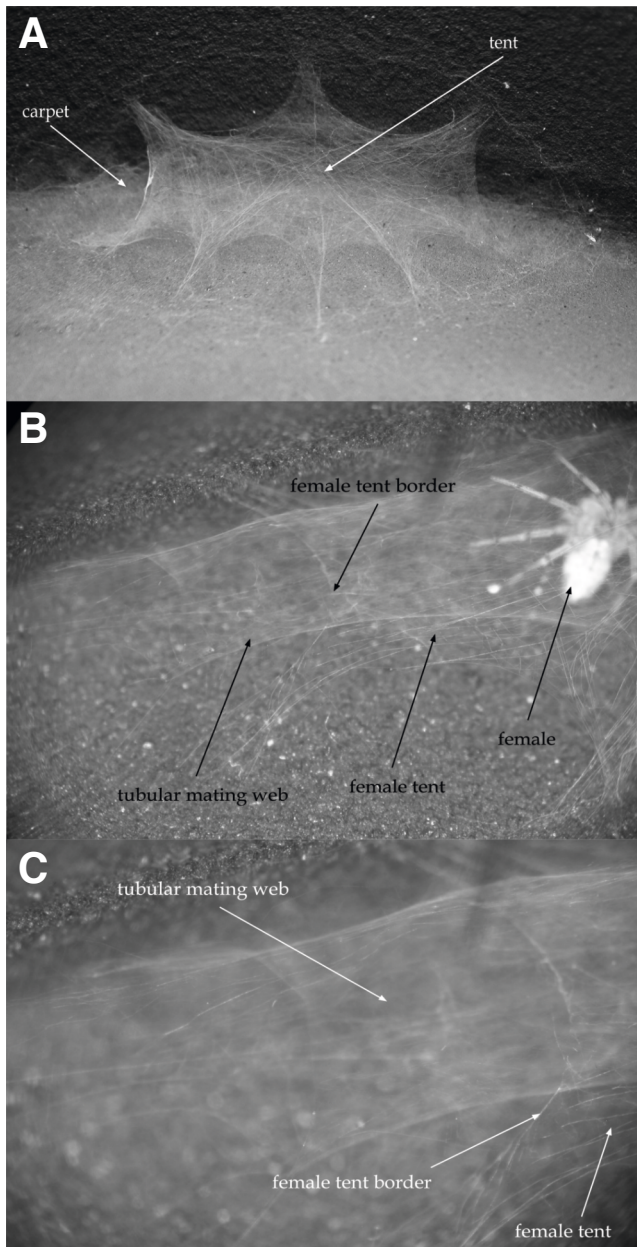 A
tent
carpet
B
female tent border
female
tubular mating web
female tent
C
tubular mating web
female tent border
female tent